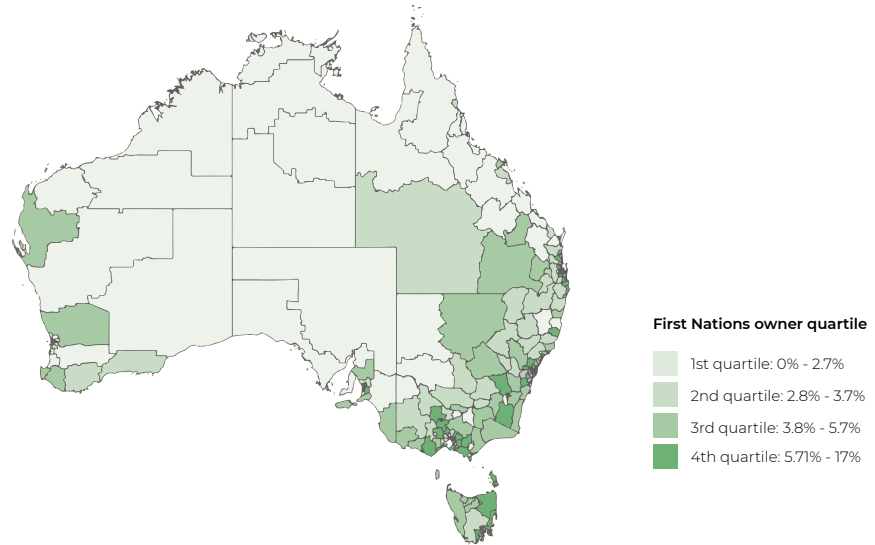 First Nations owner quartile
1st quartile: 0% - 2.7%
2nd quartile: 2.8% - 3.7%
3rd quartile: 3.8% - 5.7%
4th quartile: 5.71% - 17%